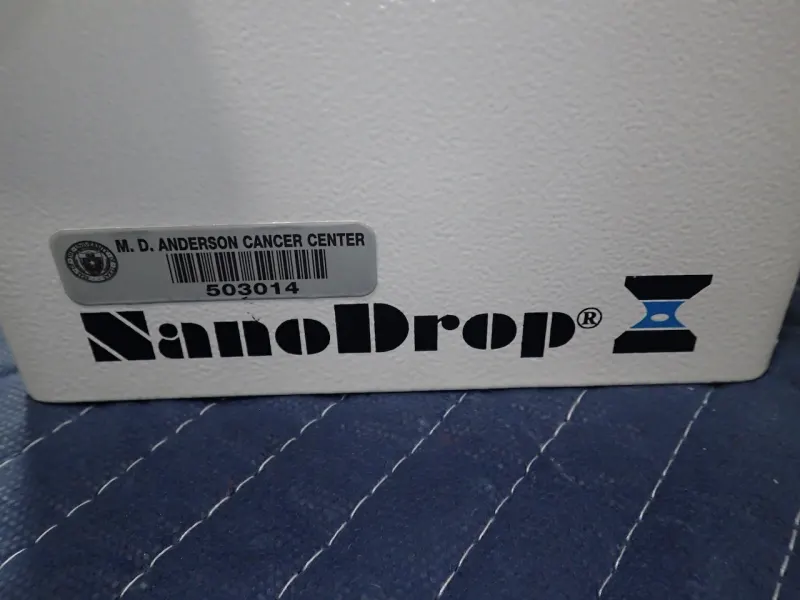 M. D. ANDERSON CANCER CENTER
503014
NanoDrop®